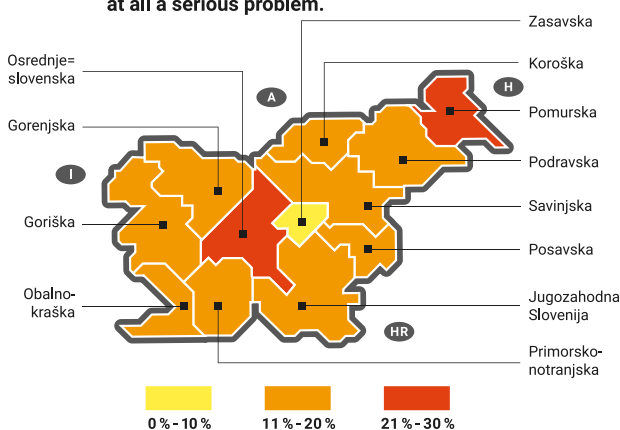 at all a serious problem.
Zasavska
Koroška
Pomurska
Podravska
Savinjska
Posavska
Jugozahodna
Slovenija
Primorsko-
notranjska
Osrednje=
slovenska
Gorenjska
Goriška
Obalno-
kraška
A
H
I
HR
0 % - 10 %
11 % - 20 %
21 % - 30 %